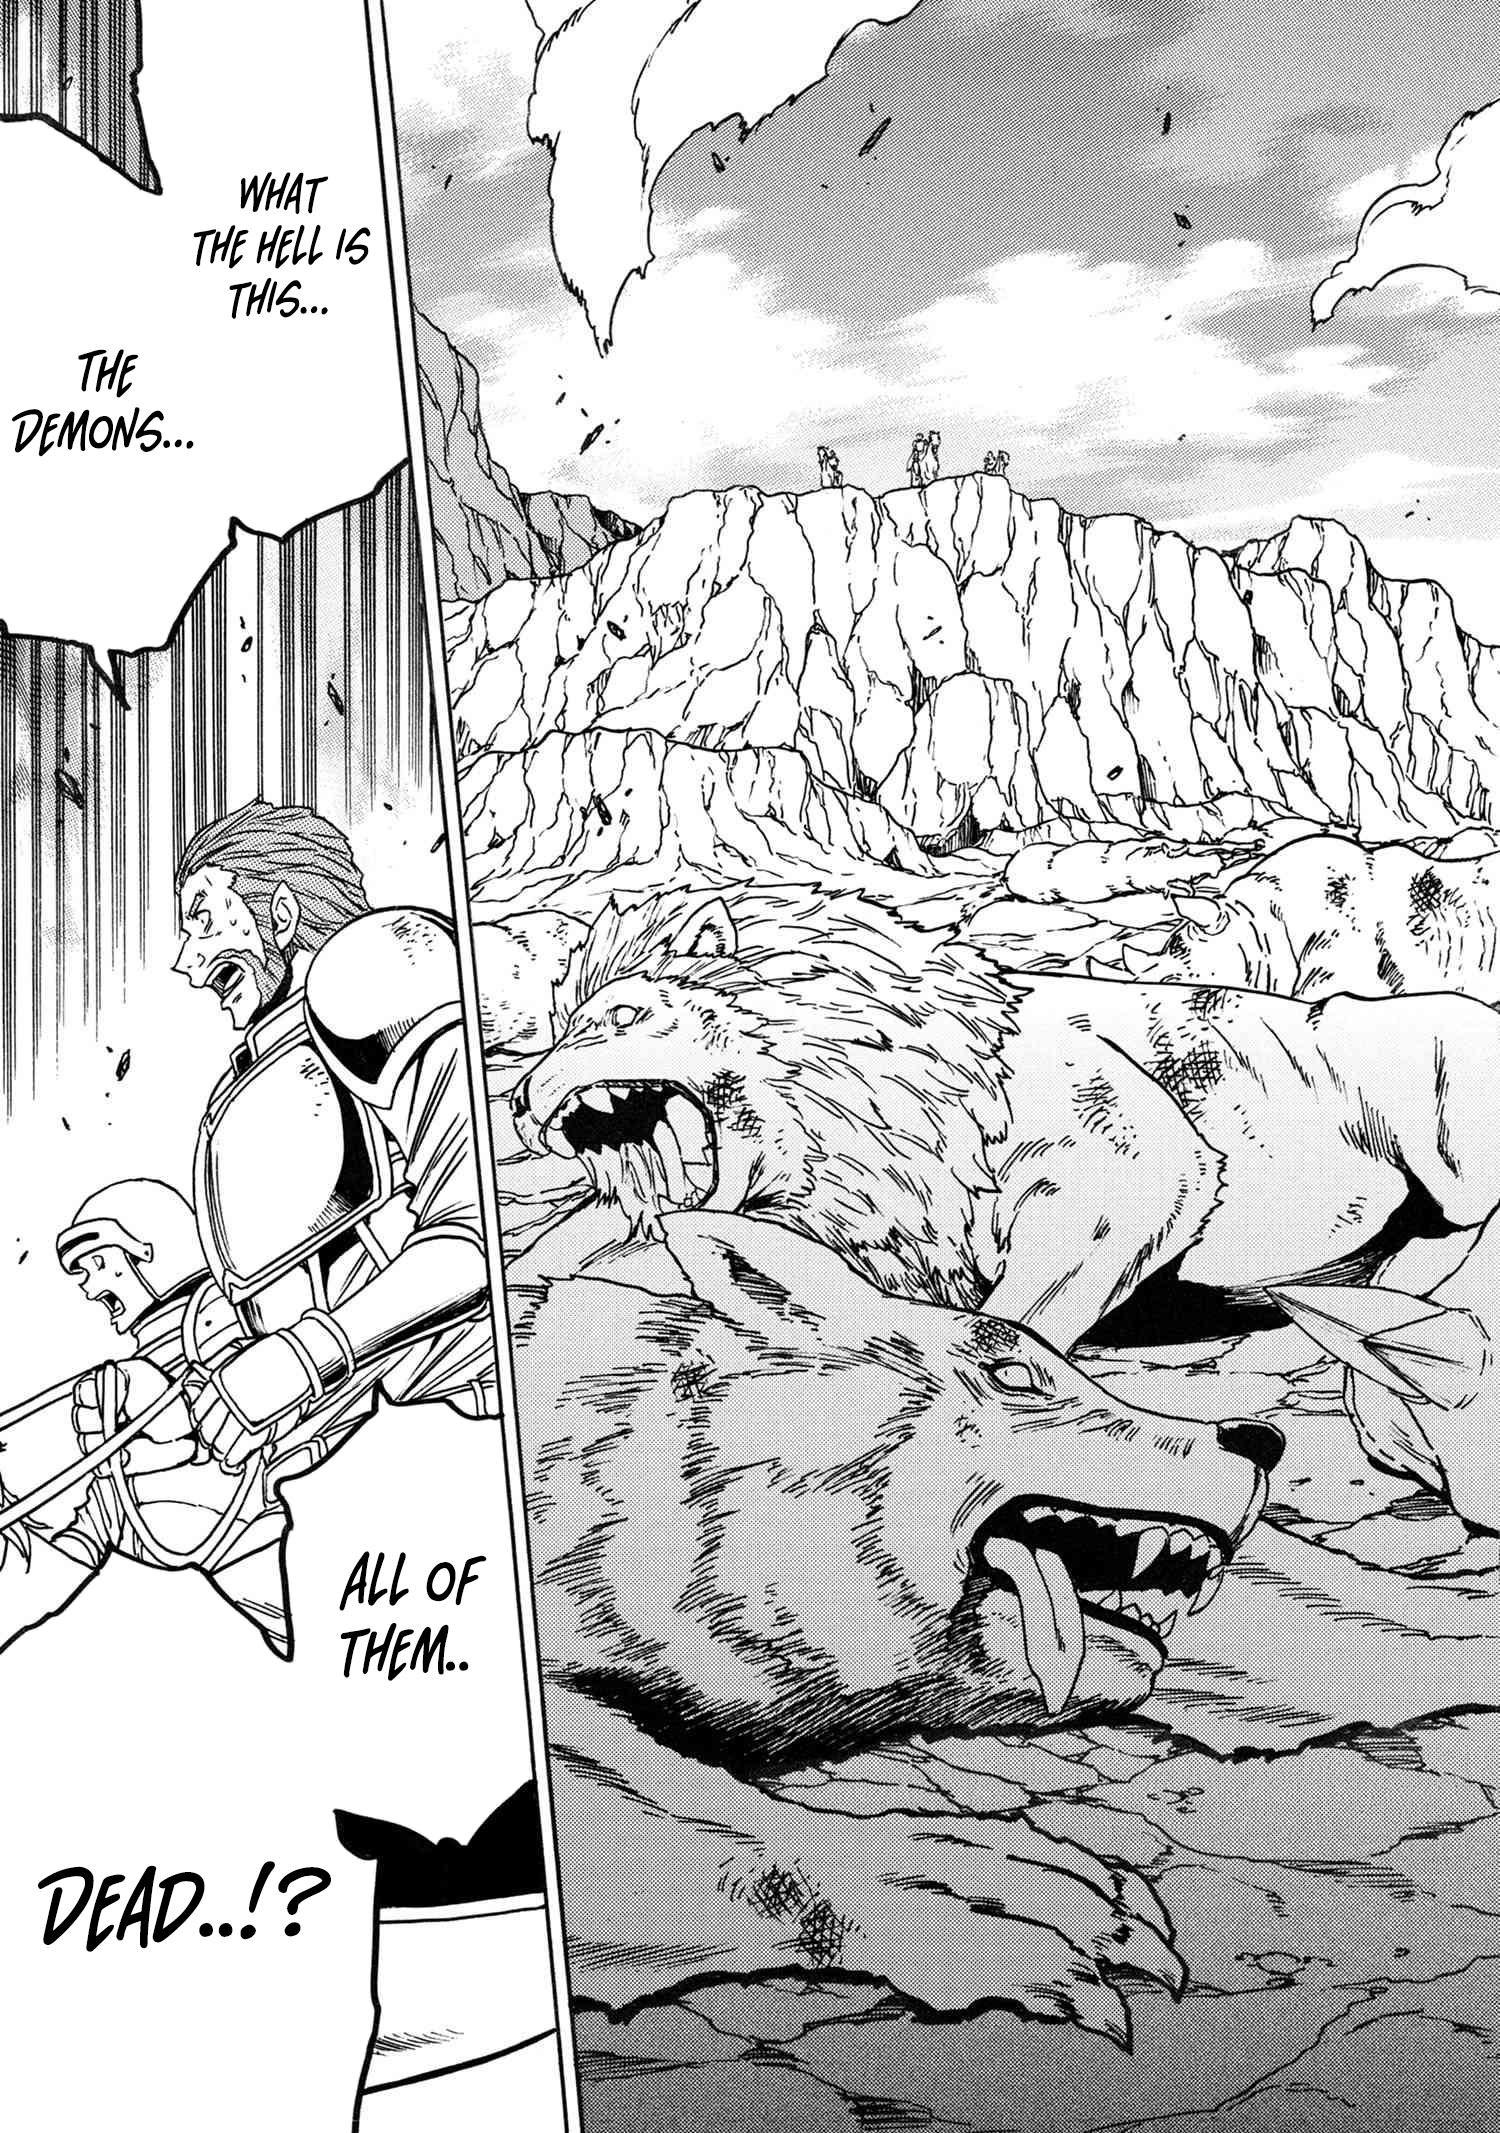 WHAT
THE HELL IS
THIS...
THE
DEMONS...
ALL OF
THEM..
DEAD..!?